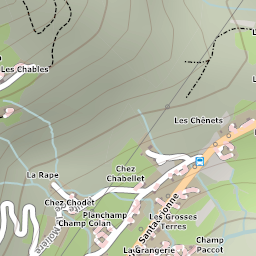 Les Chables
Les Chênets
La Rape
Chez
Chabellet
Chez Chodet
Planchamp
Champ Colan
Les Grosses
Terres
La Grangerie
Champ
Paccot